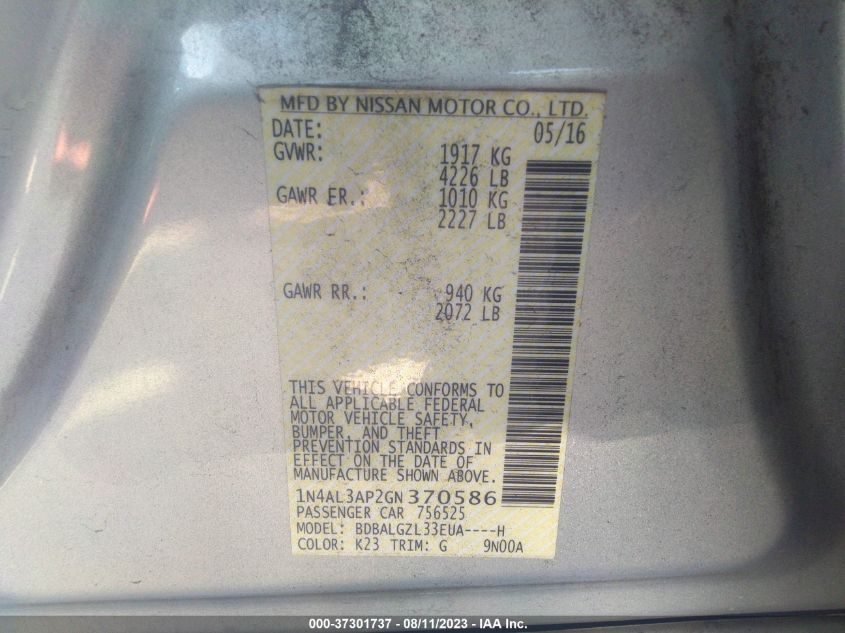 MFD BY NISSAN MOTOR CO., LTD.
DATE: 05/16
GVWR: 1917 KG
4226 LB
GAWR FR.: 1010 KG
2227 LB
GAWR RR.: 940 KG
2072 LB
THIS VEHICLE CONFORMS TO
ALL APPLICABLE FEDERAL
MOTOR VEHICLE SAFETY,
BUMPER, AND THEFT
PREVENTION STANDARDS IN
EFFECT ON THE DATE OF
MANUFACTURE SHOWN ABOVE.
1N4AL3AP2GN370586
PASSENGER CAR 756525
MODEL: BDBALGZL33EUA----H
COLOR: K23 TRIM: G 9N00A
000-37301737 - 08/11/2023 - IAA Inc.